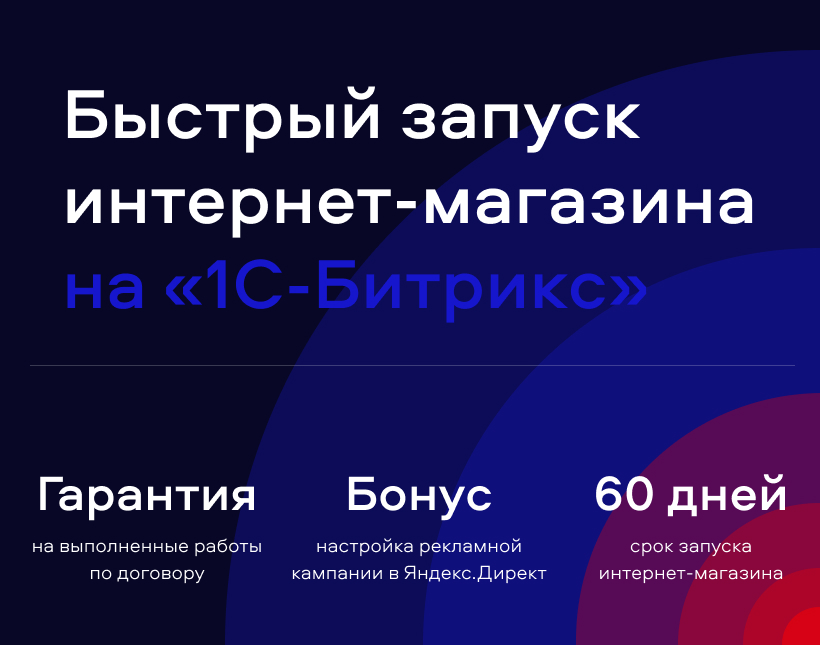 Быстрый запуск
интернет-магазина
на «1С-Битрикс»
Гарантия
на выполненные работы
по договору
Бонус
настройка рекламной
кампании в Яндекс.Директ
60 дней
срок запуска
интернет-магазина